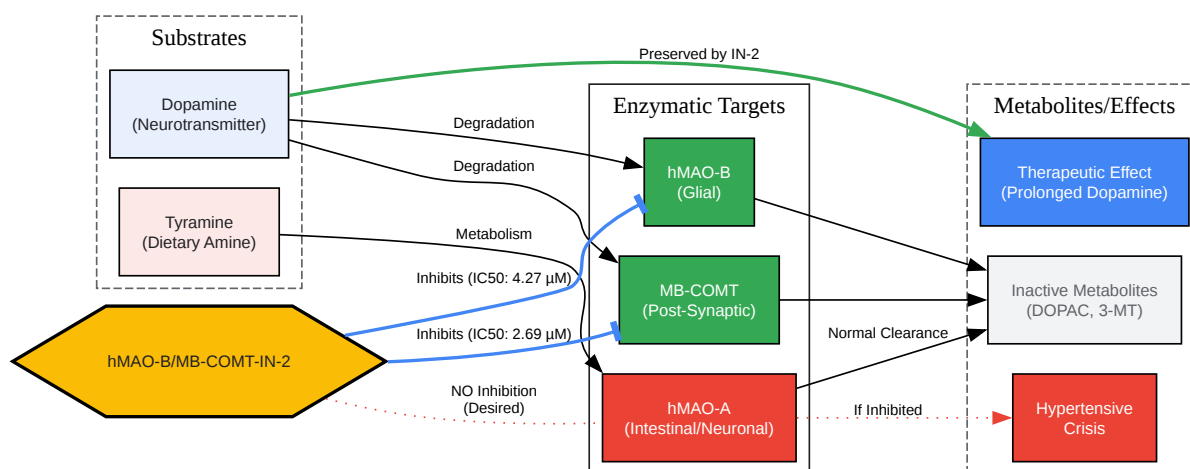 Substrates
Dopamine
(Neurotransmitter)
Tyramine
(Dietary Amine)
hMAO-B/MB-COMT-IN-2
Preserved by IN-2
Degradation
Degradation
Metabolism
Inhibits (IC50: 4.27 µM)
Inhibits (IC50: 2.69 µM)
NO Inhibition
(Desired)
Enzymatic Targets
hMAO-B
(Glial)
MB-COMT
(Post-Synaptic)
hMAO-A
(Intestinal/Neuronal)
Normal Clearance
If Inhibited
Metabolites/Effects
Therapeutic Effect
(Prolonged Dopamine)
Inactive Metabolites
(DOPAC, 3-MT)
Hypertensive
Crisis